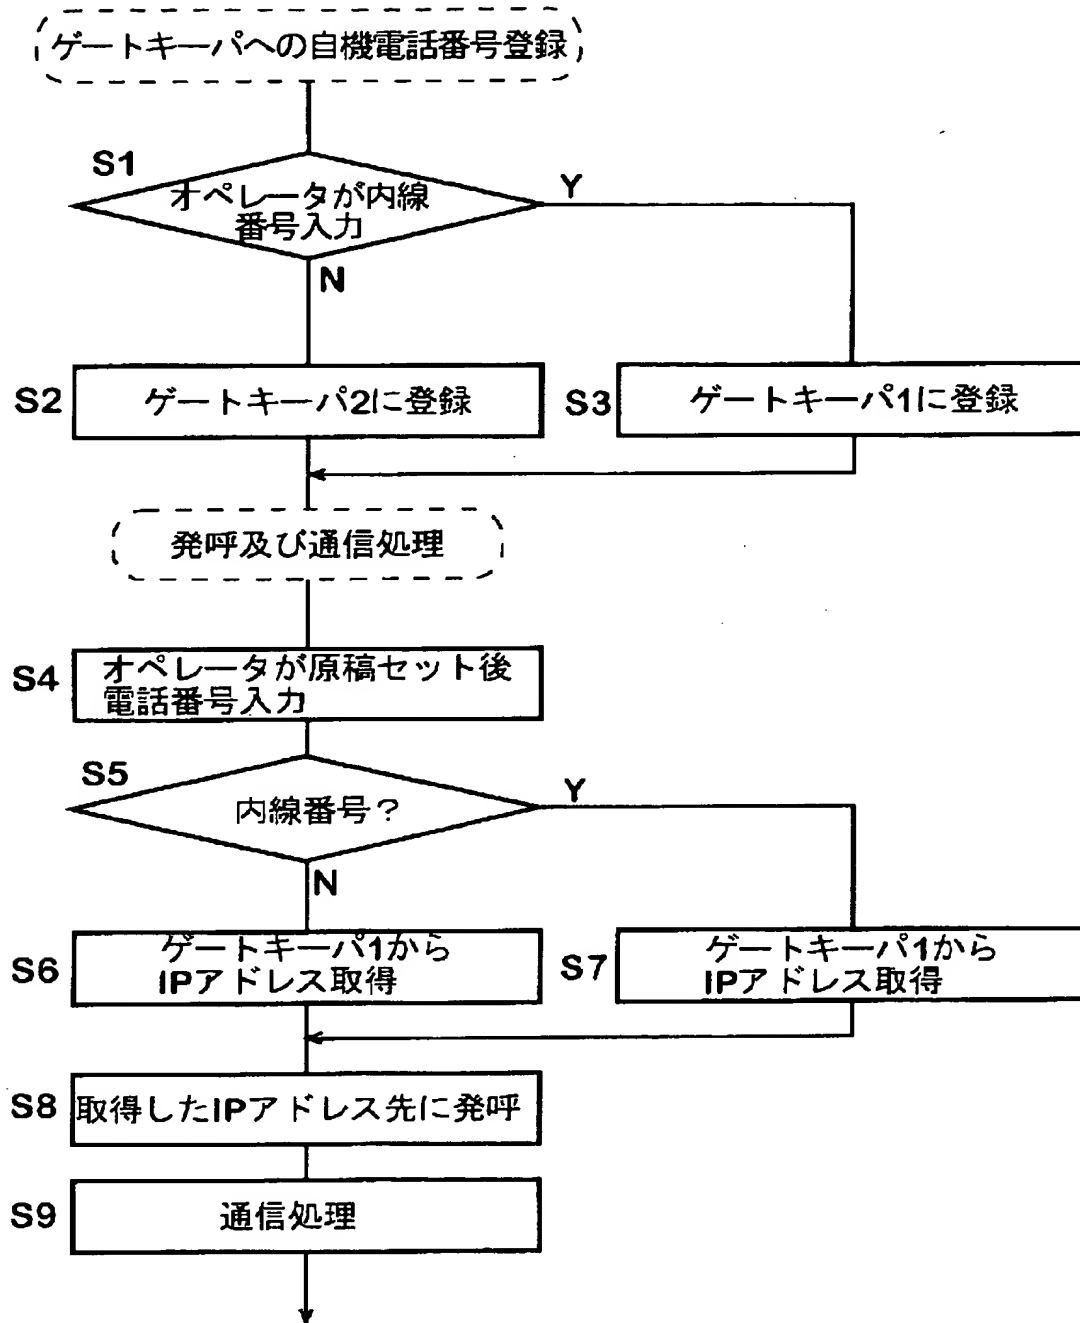 ゲートキーパへの自機電話番号登録
S1
オペレータが内線
番号入力
Y
N
S2
ゲートキーパ2に登録
S3
ゲートキーパ1に登録
発呼及び通信処理
S4
オペレータが原稿セット後
電話番号入力
S5
内線番号？
Y
N
S6
ゲートキーパ1から
IPアドレス取得
S7
ゲートキーパ1から
IPアドレス取得
S8
取得したIPアドレス先に発呼
S9
通信処理